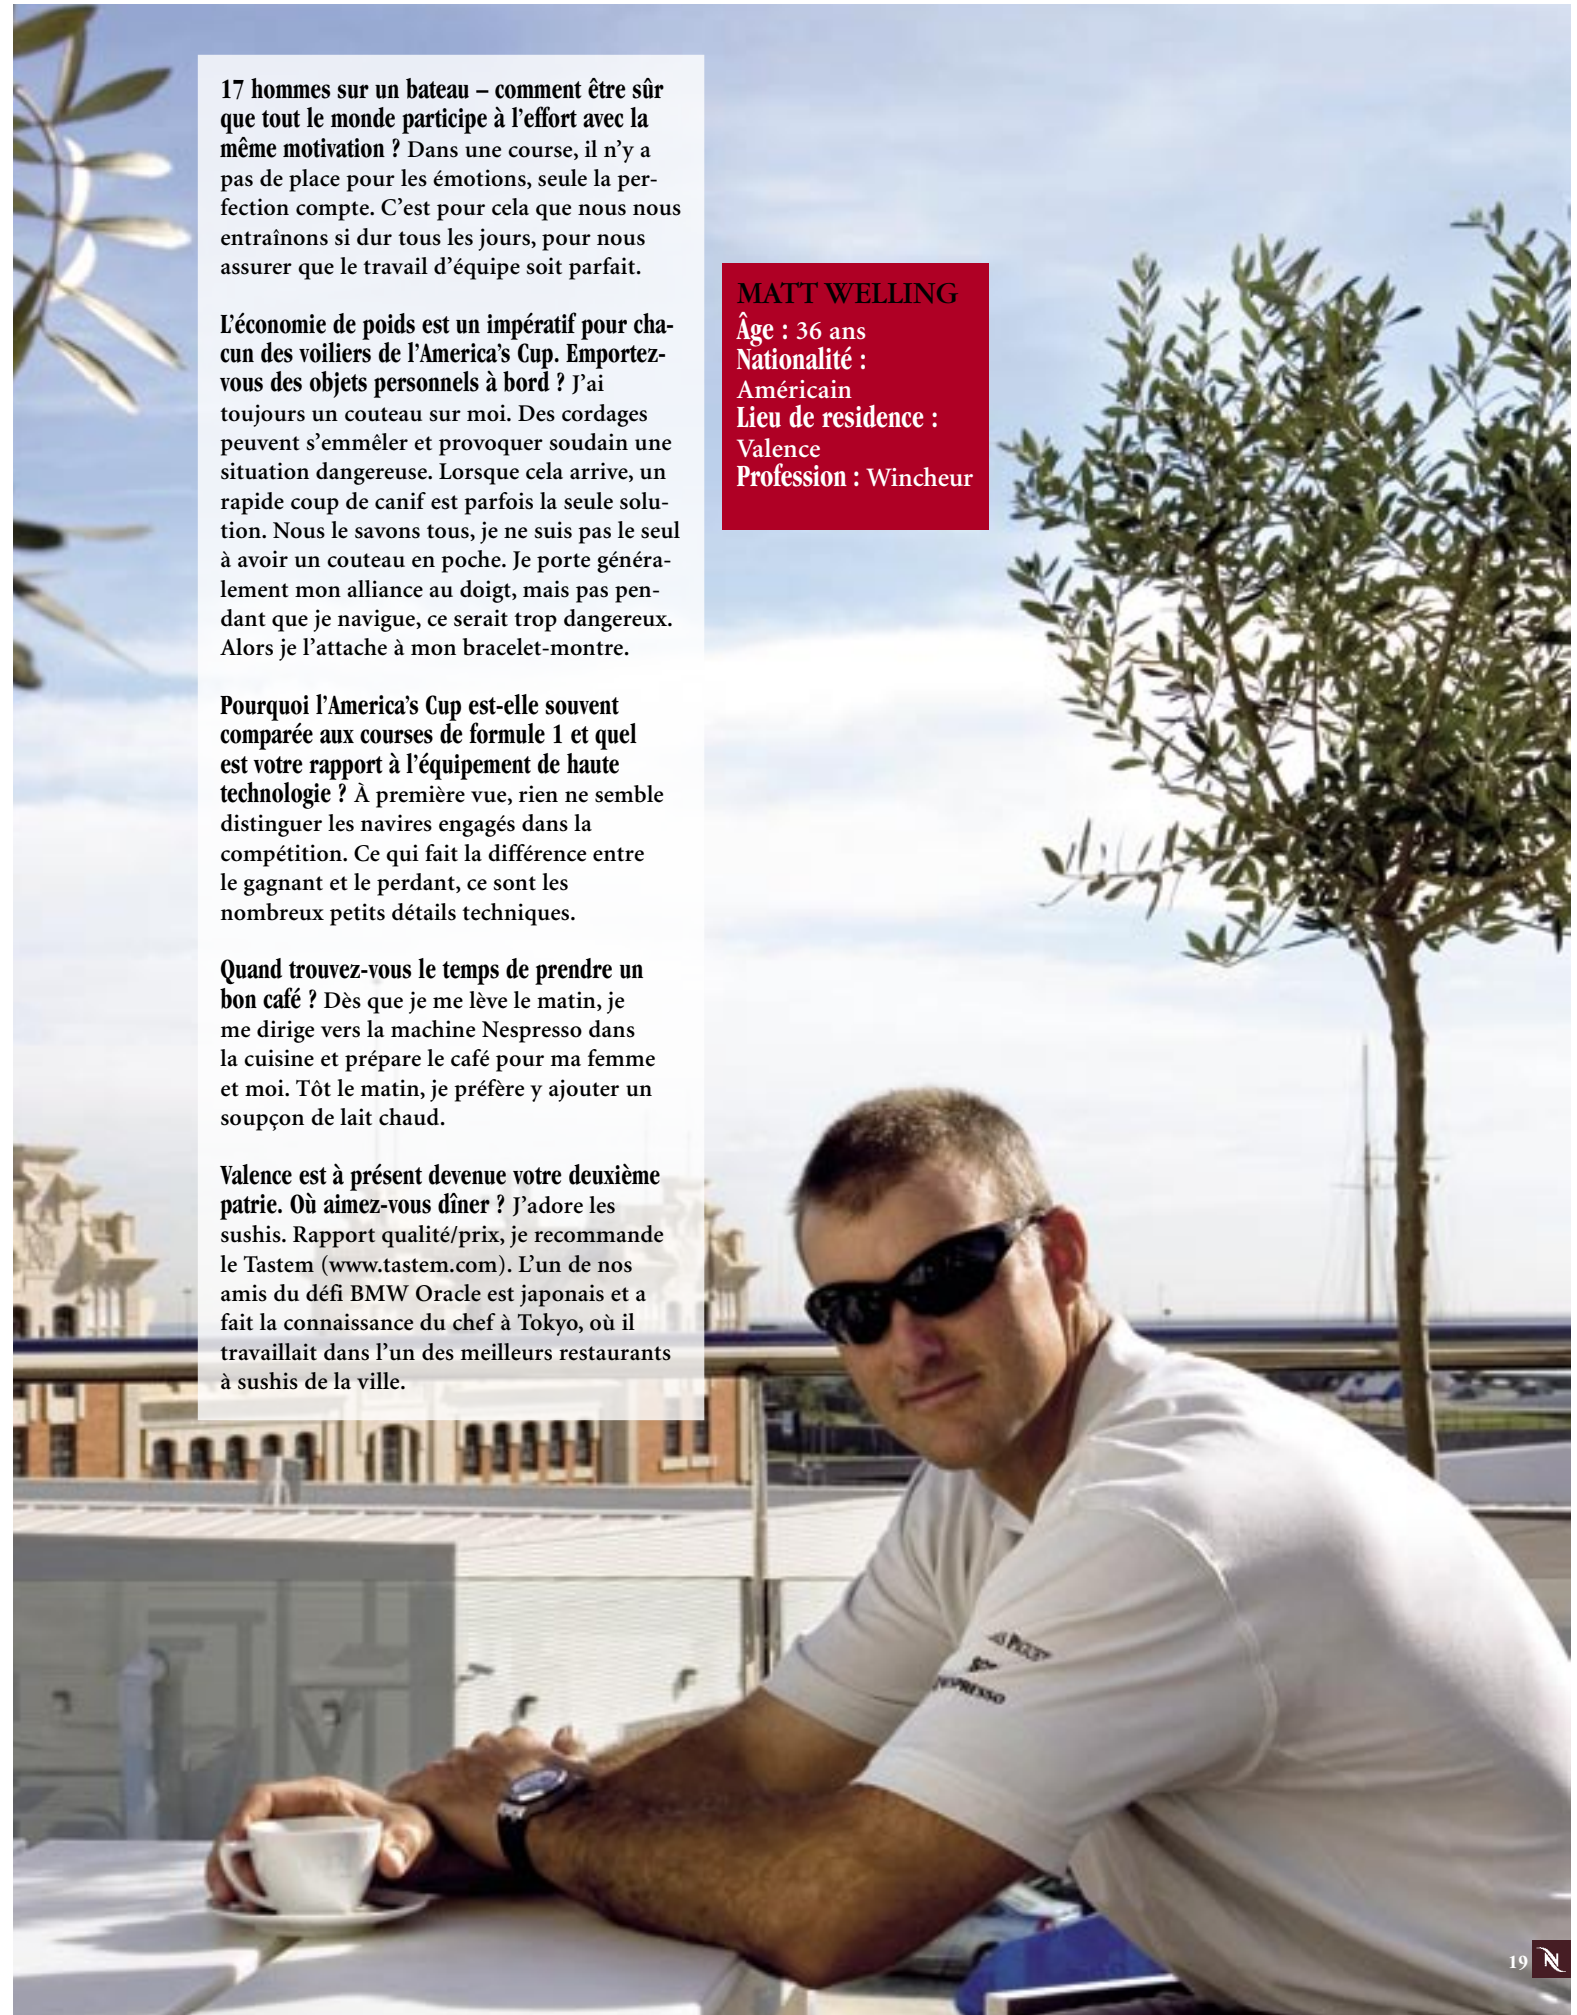 17 hommes sur un bateau – comment être sûr
que tout le monde participe à l’effort avec la
même motivation ? Dans une course, il n’y a
pas de place pour les émotions, seule la per-
fection compte. C’est pour cela que nous nous
entraînons si dur tous les jours, pour nous
assurer que le travail d’équipe soit parfait.
L’économie de poids est un impératif pour cha-
cun des voiliers de l’America’s Cup. Emportez-
vous des objets personnels à bord ? J’ai
toujours un couteau sur moi. Des cordages
peuvent s’emmêler et provoquer soudain une
situation dangereuse. Lorsque cela arrive, un
rapide coup de canif est parfois la seule solu-
tion. Nous le savons tous, je ne suis pas le seul
à avoir un couteau en poche. Je porte généra-
lement mon alliance au doigt, mais pas pen-
dant que je navigue, ce serait trop dangereux.
Alors je l’attache à mon bracelet-montre.
Pourquoi l’America’s Cup est-elle souvent
comparée aux courses de formule 1 et quel
est votre rapport à l’équipement de haute
technologie ? À première vue, rien ne semble
distinguer les navires engagés dans la
compétition. Ce qui fait la différence entre
le gagnant et le perdant, ce sont les
nombreux petits détails techniques.
Quand trouvez-vous le temps de prendre un
bon café ? Dès que je me lève le matin, je
me dirige vers la machine Nespresso dans
la cuisine et prépare le café pour ma femme
et moi. Tôt le matin, je préfère y ajouter un
soupçon de lait chaud.
Valence est à présent devenue votre deuxième
patrie. Où aimez-vous dîner ? J’adore les
sushis. Rapport qualité/prix, je recommande
le Tastem (www.tastem.com). L’un de nos
amis du défi BMW Oracle est japonais et a
fait la connaissance du chef à Tokyo, où il
travaillait dans l’un des meilleurs restaurants
à sushis de la ville.
MATT WELLING
Âge : 36 ans
Nationalité :
Américain
Lieu de residence :
Valence
Profession : Wincheur
PIGUET
19 N